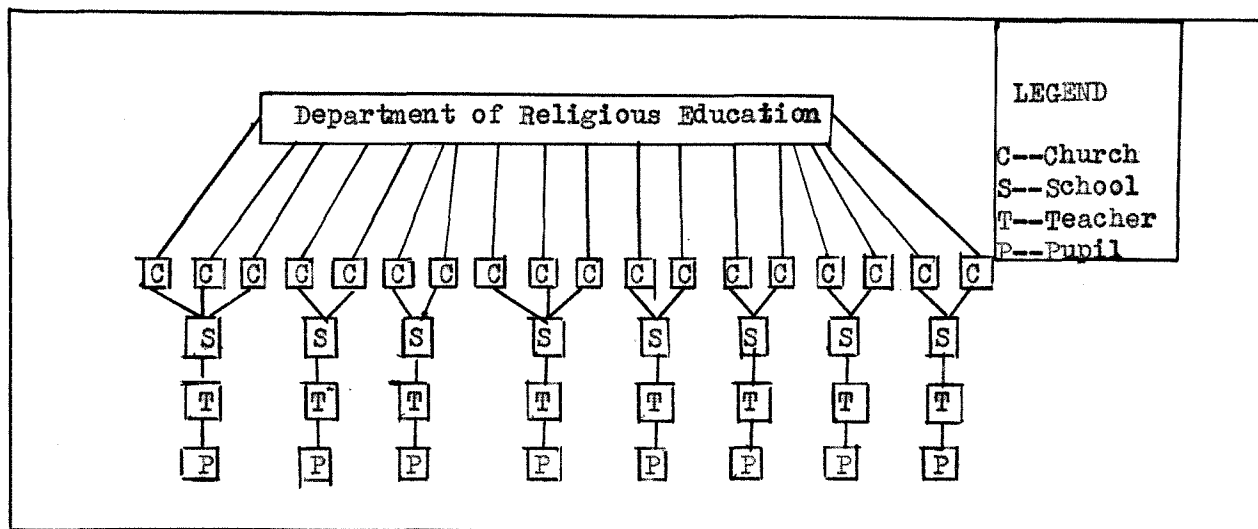 Department of Religious Education
LEGEND
C--Church
S--School
T--Teacher
P--Pupil
C C C C C C C C C C C C C C C C C C
S S S S S S S S
T T T T T T T T
P P P P P P P P